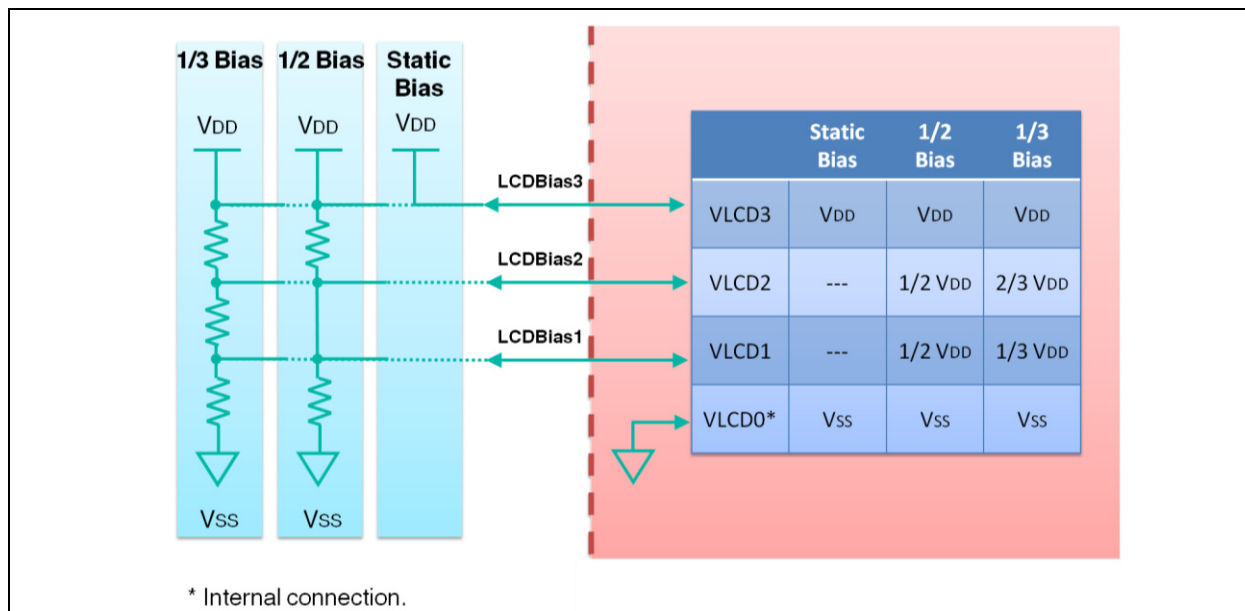 1/3 Bias
1/2 Bias
Static
Bias
VDD
VDD
VDD
LCDBias3
LCDBias2
LCDBias1
VSS
VSS
Static
Bias
1/2
Bias
1/3
Bias
VLCD3 VDD VDD VDD
VLCD2 --- 1/2 VDD 2/3 VDD
VLCD1 --- 1/2 VDD 1/3 VDD
VLCD0* VSS VSS VSS
* Internal connection.